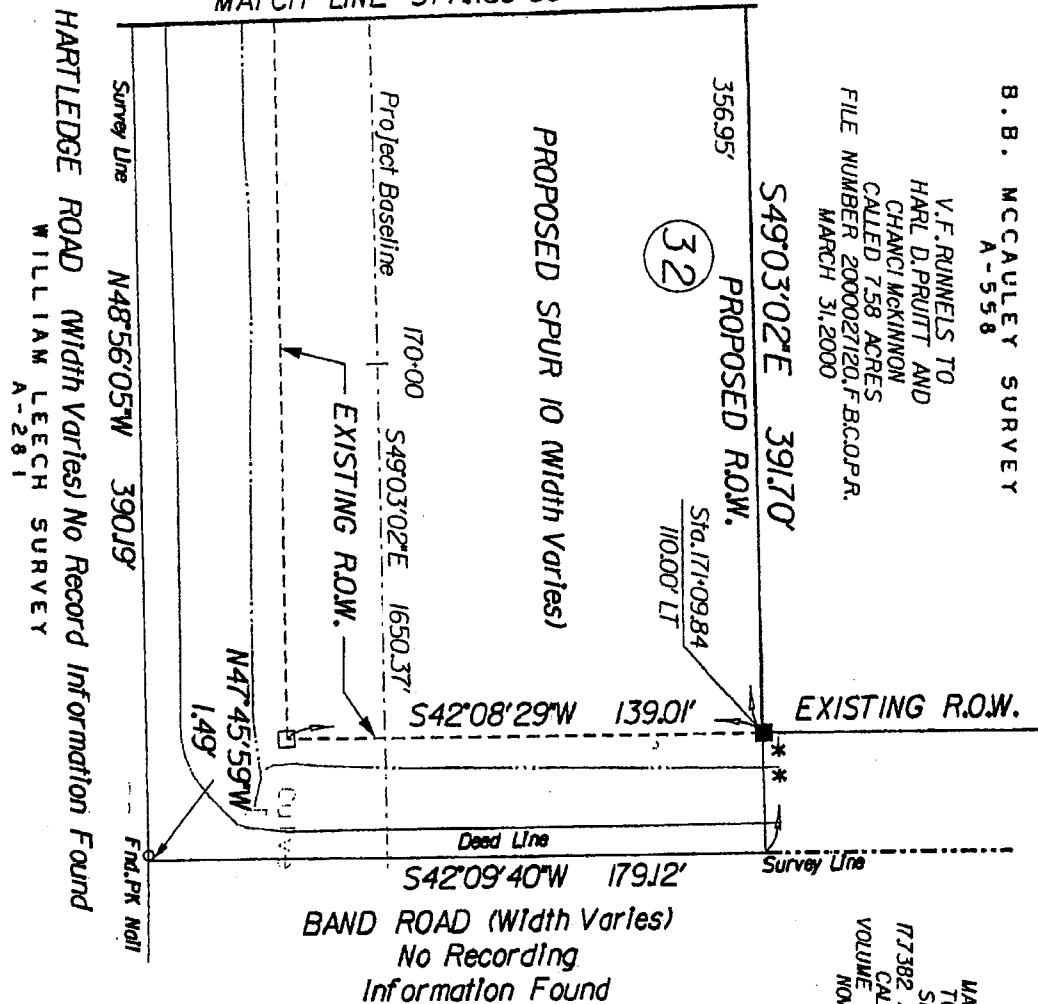 B.B. MCCAULEY SURVEY
A-558
V.F. RUNNELS TO
HARL D. PRUITT AND
CHANCI McKINNON
CALLED 7.58 ACRES
FILE NUMBER 2000027120, F.B.C.O.P.R.
MARCH 31, 2000
356.95'
S49°03'02"E 391.70'
PROPOSED R.O.W.
32
PROPOSED SPUR 10 (Width Varies)
Sta. 171+09.84
110.00' LT
Project Baseline
170+00
S49°03'02"E 1650.37'
EXISTING R.O.W.
S42°08'29"W 139.01'
EXISTING R.O.W.
N47°45'59"W
1.49'
Survey Line
N48°56'05"W 390.19'
Fnd. PK Nail
HARTLEDGE ROAD (Width Varies) No Record Information Found
WILLIAM LEECH SURVEY
A-281
Deed Line
S42°09'40"W 179.12'
Survey Line
BAND ROAD (Width Varies)
No Recording
Information Found
177.382
VOLUME